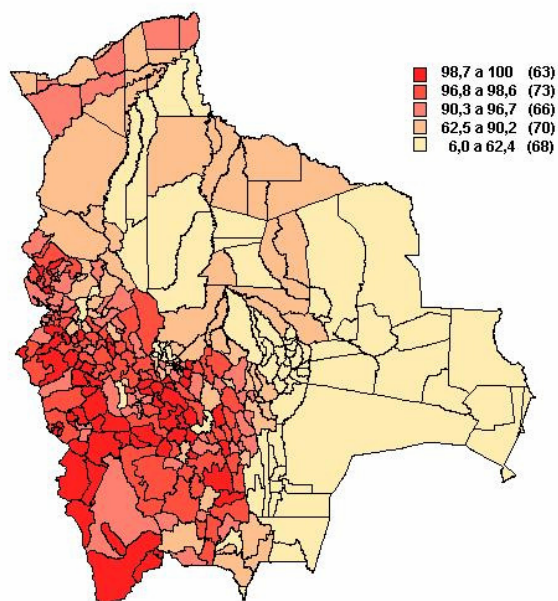 98,7 a 100 (63)
96,8 a 98,6 (73)
90,3 a 96,7 (66)
62,5 a 90,2 (70)
6,0 a 62,4 (68)